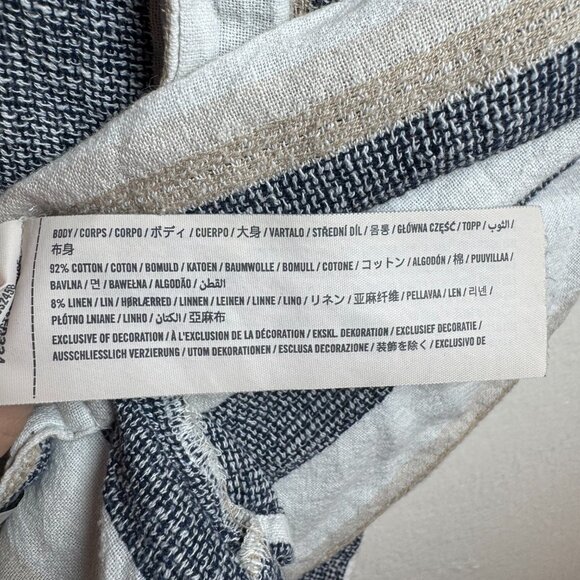 BODY / CORPS / CORPO / ボディ / CUERPO / 大身 / VARTALO / STŘEDNÍ DÍL / 몸통 / GŁÓWNA CZĘŚĆ / TOPP / الثوب /
布身
92% COTTON / COTON / BOMULD / KATOEN / BAUMWOLLE / BOMULL / COTONE / コットン / ALGODÓN / 棉 / PUUVILLAA /
BAVLNA / 면 / BAWEŁNA / ALGODÃO / القطن
8% LINEN / LIN / HØRLÆRRED / LINNEN / LEINEN / LINNE / LINO / リネン / 亚麻纤维 / PELLAVAA / LEN / 리넨 /
PŁÓTNO LNIANE / LINHO / الكتان / 亞麻布
EXCLUSIVE OF DECORATION / À L'EXCLUSION DE LA DÉCORATION / EKSKL. DEKORATION / EXCLUSIEF DECORATIE /
AUSSCHLIESSLICH VERZIERUNG / UTOM DEKORATIONEN / ESCLUSA DECORAZIONE / 装飾を除く / EXCLUSIVO DE